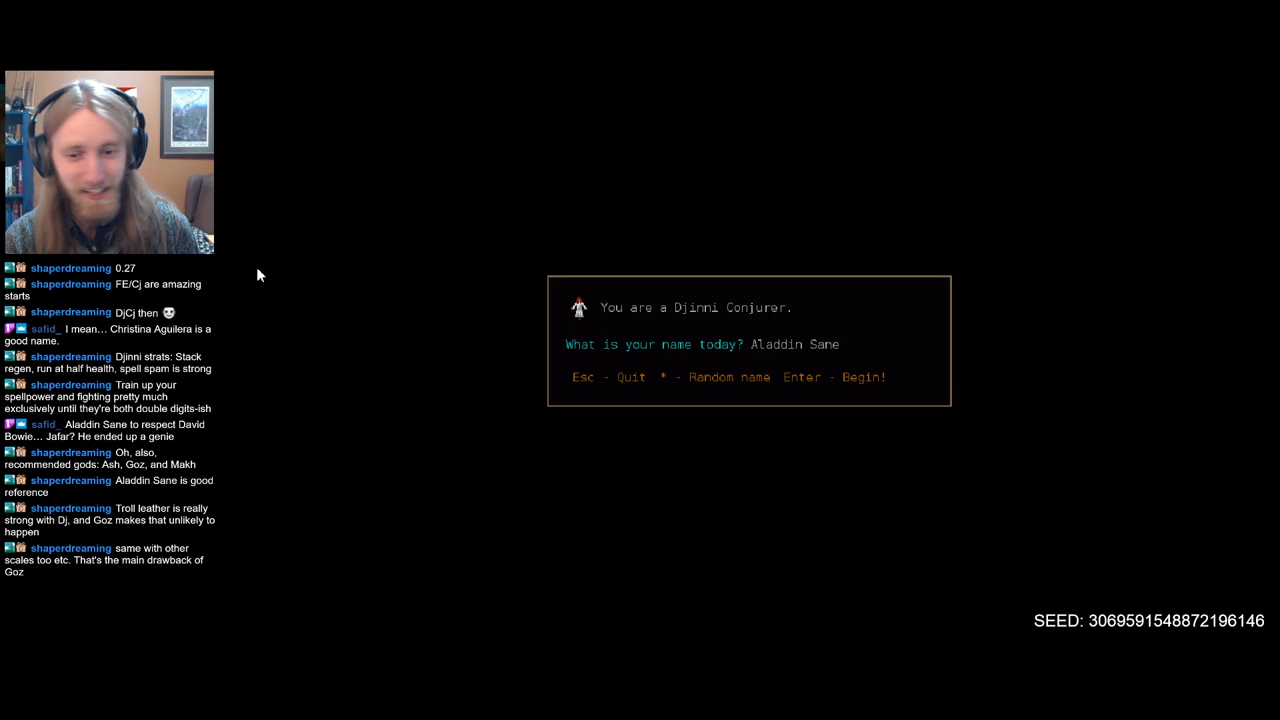 shaperdreaming 0.27
shaperdreaming FE/Cj are amazing
starts
shaperdreaming DjCj then
safid_ I mean... Christina Aguilera is a
good name.
shaperdreaming Djinni strats: Stack
regen, run at half health, spell spam is strong
shaperdreaming Train up your
spellpower and fighting pretty much
exclusively until they're both double digits-ish
safid_ Aladdin Sane to respect David
Bowie... Jafar? He ended up a genie
shaperdreaming Oh, also,
recommended gods: Ash, Goz, and Makh
shaperdreaming Aladdin Sane is good
reference
shaperdreaming Troll leather is really
strong with Dj, and Goz makes that unlikely to
happen
shaperdreaming same with other
scales too etc. That's the main drawback of
Goz
You are a Djinni Conjurer.
What is your name today? Aladdin Sane
Esc - Quit * - Random name Enter - Begin!
SEED: 3069591548872196146